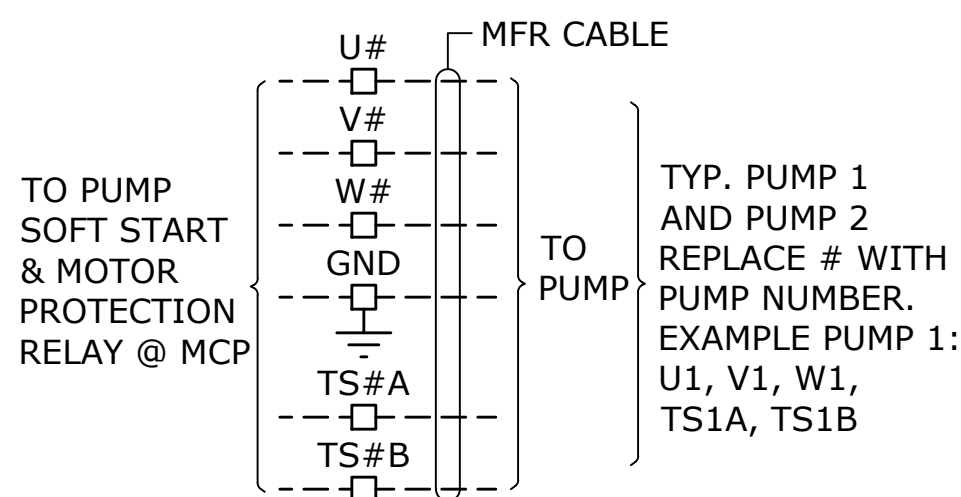 U#
MFR CABLE
V#
W#
GND
TS#A
TS#B
TO PUMP
SOFT START
& MOTOR
PROTECTION
RELAY @ MCP
TO
PUMP
TYP. PUMP 1
AND PUMP 2
REPLACE # WITH
PUMP NUMBER.
EXAMPLE PUMP 1:
U1, V1, W1,
TS1A, TS1B